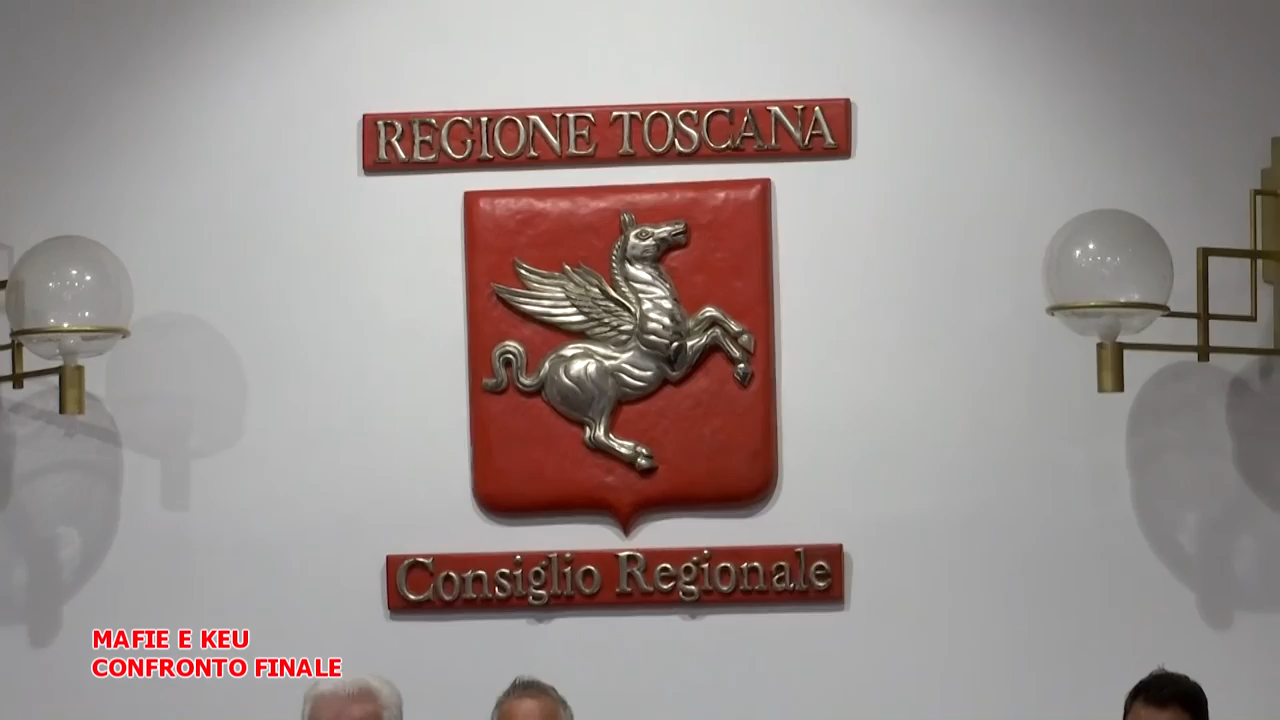 REGIONE TOSCANA
Consiglio Regionale
MAFIE E KEU
CONFRONTO FINALE